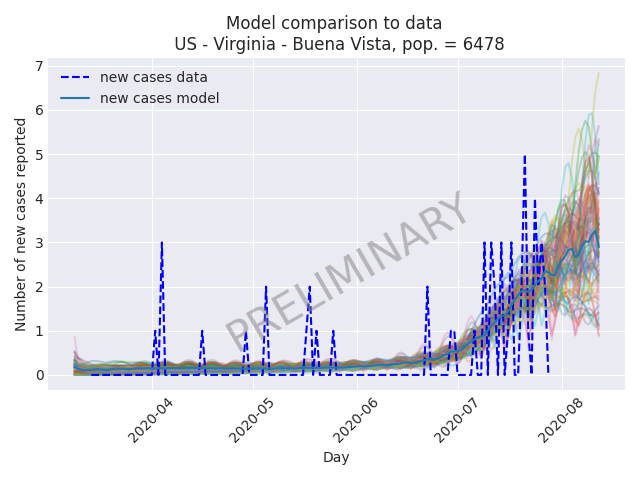 Model comparison to data
US - Virginia - Buena Vista, pop. = 6478
new cases data
new cases model
Number of new cases reported
7
6
5
4
3
2
1
0
PRELIMINARY
2020-04
2020-05
2020-06
2020-07
2020-08
Day